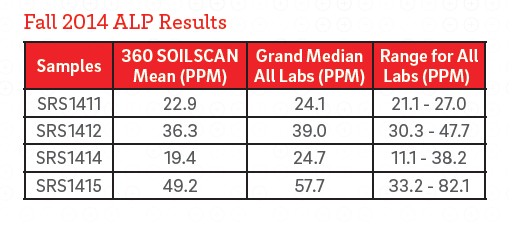 Fall 2014 ALP Results
Samples 360 SOILSCAN Mean (PPM) Grand Median All Labs (PPM) Range for All Labs (PPM)
SRS1411 22.9 24.1 21.1 - 27.0
SRS1412 36.3 39.0 30.3 - 47.7
SRS1414 19.4 24.7 11.1 - 38.2
SRS1415 49.2 57.7 33.2 - 82.1